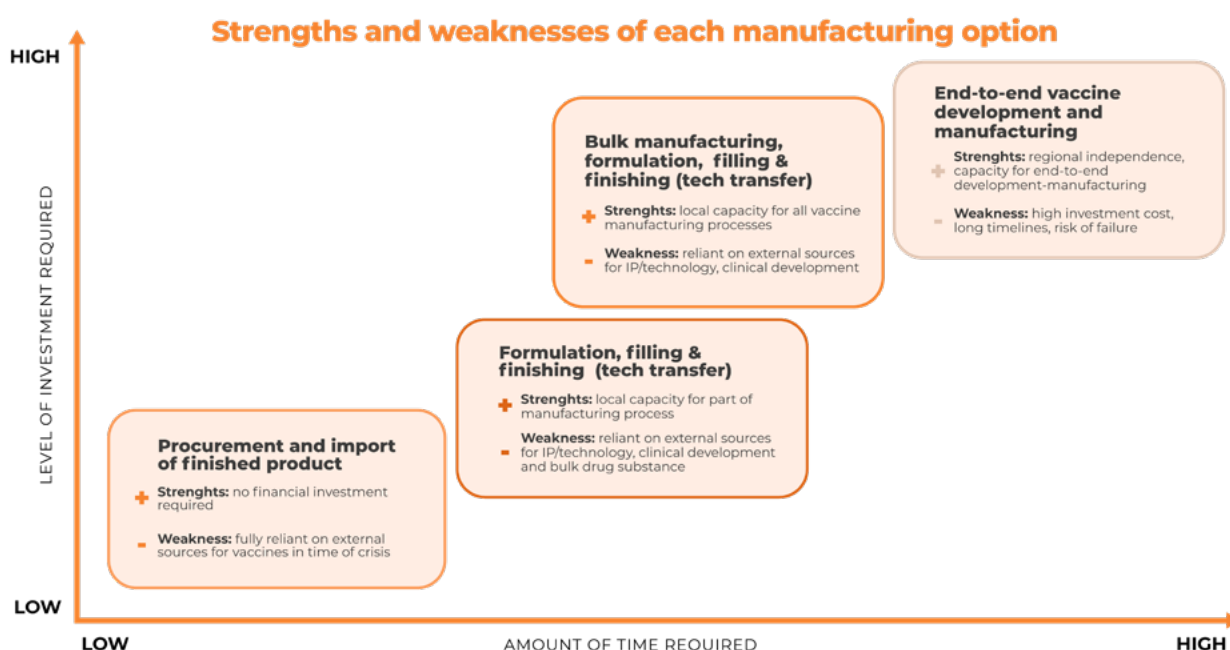 Strengths and weaknesses of each manufacturing option
HIGH
LEVEL OF INVESTMENT REQUIRED
End-to-end vaccine
development and
manufacturing
+ Strenghts: regional independence,
capacity for end-to-end
development-manufacturing
- Weakness: high investment cost,
long timelines, risk of failure
Bulk manufacturing,
formulation, filling &
finishing (tech transfer)
+ Strenghts: local capacity for all vaccine
manufacturing processes
- Weakness: reliant on external sources
for IP/technology, clinical development
Formulation, filling &
finishing (tech transfer)
+ Strenghts: local capacity for part of
manufacturing process
- Weakness: reliant on external sources
for IP/technology, clinical development
and bulk drug substance
Procurement and import
of finished product
+ Strenghts: no financial investment
required
- Weakness: fully reliant on external
sources for vaccines in time of crisis
LOW
LOW
AMOUNT OF TIME REQUIRED
HIGH